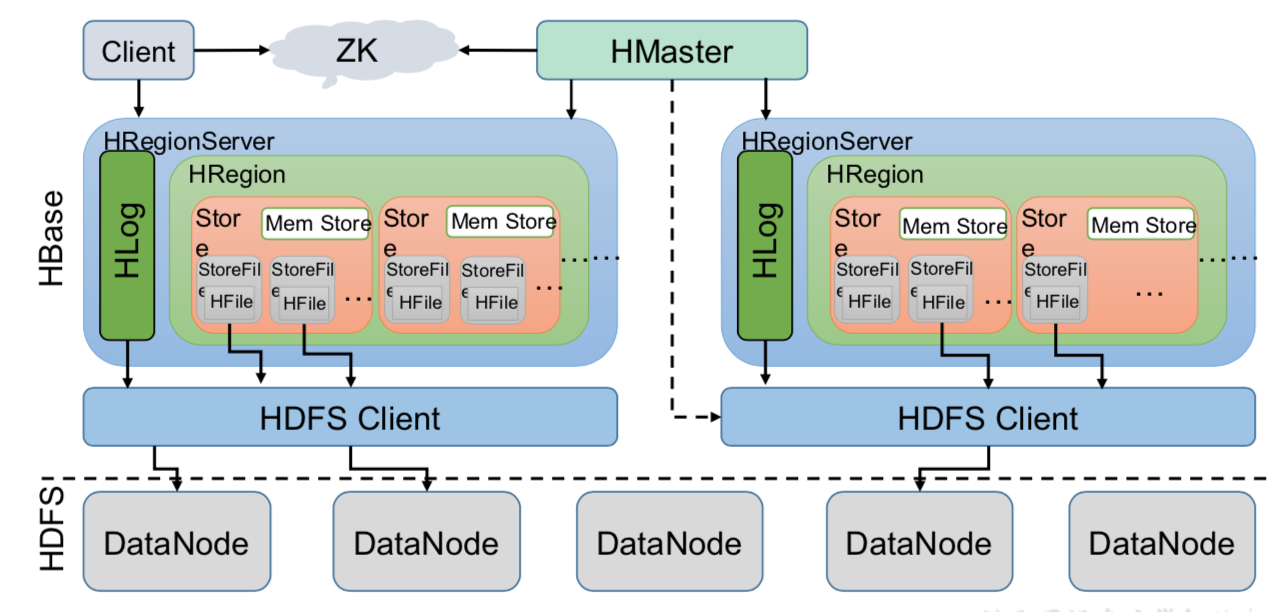 Client
ZK
HMaster
HBase
HRegionServer
HLog
HRegion
Stor
e
Mem Store
StoreFil
e
HFile
StoreFil
e
HFile
...
Stor
e
Mem Store
StoreFil
e
HFile
StoreFil
e
HFile
...
......
HRegionServer
HLog
HRegion
Stor
e
Mem Store
StoreFil
e
HFile
StoreFil
e
HFile
...
Stor
e
Mem Store
StoreFil
e
HFile
...
......
HDFS Client
HDFS Client
HDFS
DataNode
DataNode
DataNode
DataNode
DataNode